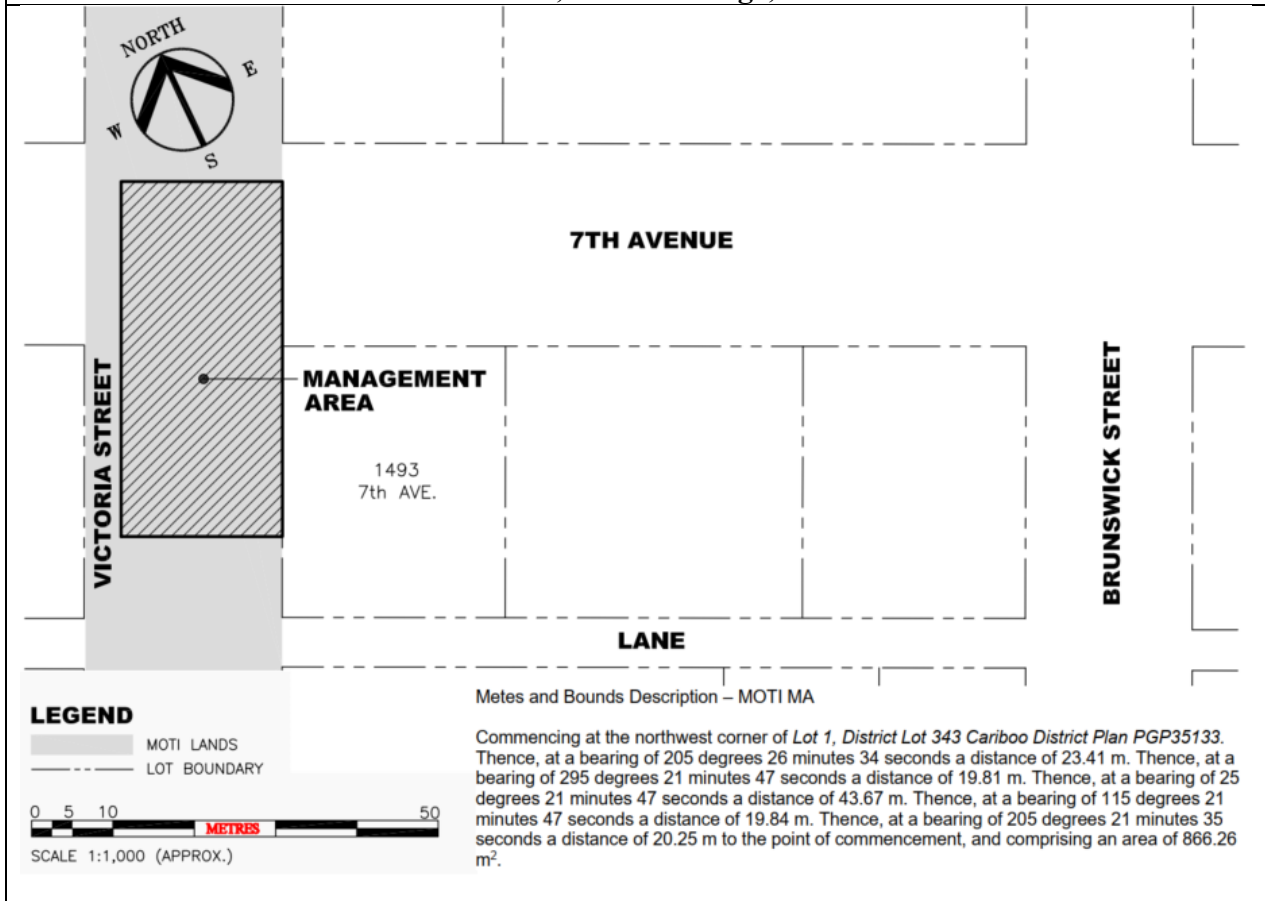 NORTH
E
W
S
7TH AVENUE
MANAGEMENT
AREA
VICTORIA STREET
1493
7th AVE.
BRUNSWICK STREET
LANE
LEGEND
MOTI LANDS
LOT BOUNDARY
0 5 10 50
METRES
SCALE 1:1,000 (APPROX.)
Metes and Bounds Description – MOTI MA
Commencing at the northwest corner of Lot 1, District Lot 343 Cariboo District Plan PGP35133.
Thence, at a bearing of 205 degrees 26 minutes 34 seconds a distance of 23.41 m. Thence, at a
bearing of 295 degrees 21 minutes 47 seconds a distance of 19.81 m. Thence, at a bearing of 25
degrees 21 minutes 47 seconds a distance of 43.67 m. Thence, at a bearing of 115 degrees 21
minutes 47 seconds a distance of 19.84 m. Thence, at a bearing of 205 degrees 21 minutes 35
seconds a distance of 20.25 m to the point of commencement, and comprising an area of 866.26
m².